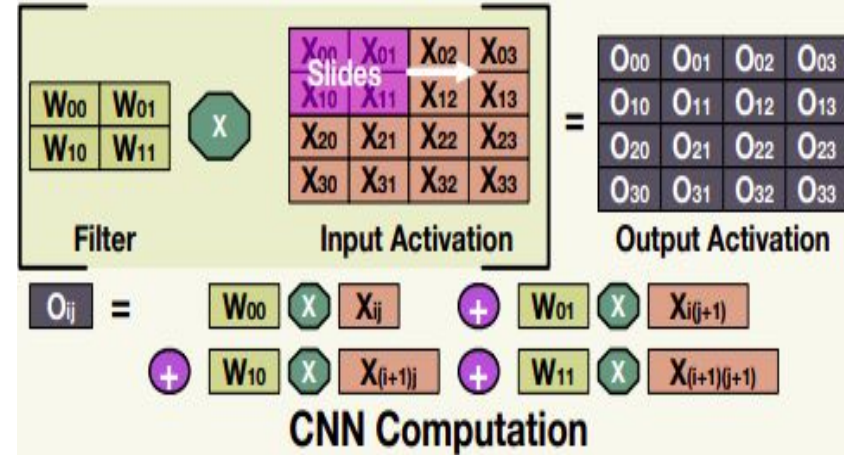 X00 X01 X02 X03 O00 O01 O02 O03
Slides
W00 W01 X X10 X11 X12 X13 = O10 O11 O12 O13
W10 W11 X20 X21 X22 X23 O20 O21 O22 O23
X30 X31 X32 X33 O30 O31 O32 O33
Filter Input Activation Output Activation
Oij = W00 X Xij + W01 X Xi(j+1)
+ W10 X X(i+1)j + W11 X X(i+1)(j+1)
CNN Computation